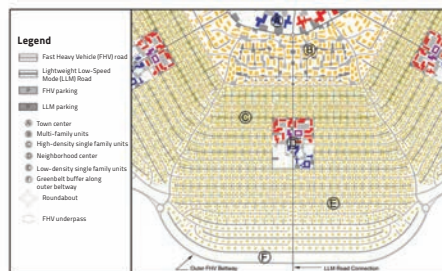 Legend
Fast Heavy Vehicle (FHV) road
Lightweight Low-Speed
Mode (LLM) Road
FHV parking
LLM parking
A Town center
B Multi-family units
C High-density single family units
D Neighborhood center
E Low-density single family units
F Greenbelt buffer along
outer beltway
Roundabout
FHV underpass
A
B
C
D
E
F
Outer FHV Beltway
LLM Road Connection